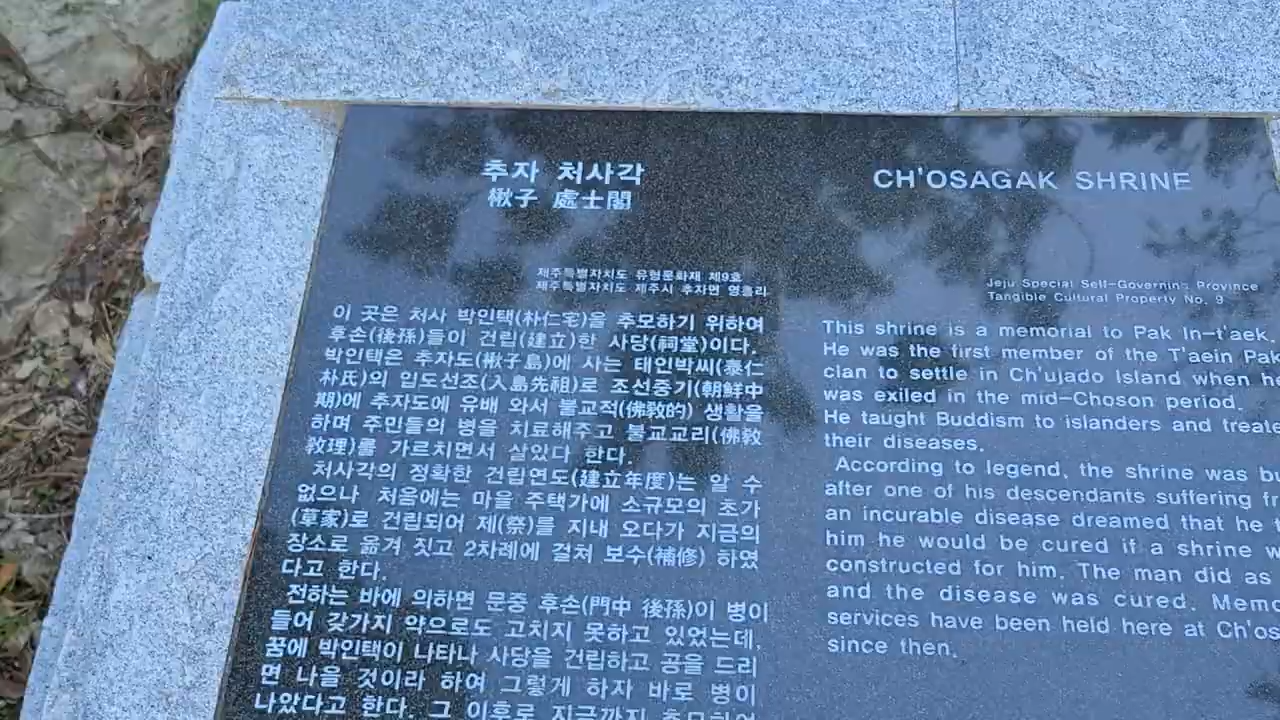 추자 처사각
楸子 處士閣
제주특별자치도 유형문화재 제9호
제주특별자치도 제주시 추자면 영흥리
이 곳은 처사 박인택(朴仁宅)을 추모하기 위하여
후손(後孫)들이 건립(建立)한 사당(祠堂)이다.
박인택은 추자도(楸子島)에 사는 태인박씨(泰仁
朴氏)의 입도선조(入島先祖)로 조선중기(朝鮮中
期)에 추자도에 유배 와서 불교적(佛敎的) 생활을
하며 주민들의 병을 치료해주고 불교교리(佛敎
敎理)를 가르치면서 살았다 한다.
처사각의 정확한 건립연도(建立年度)는 알 수
없으나 처음에는 마을 주택가에 소규모의 초가
(草家)로 건립되어 제(祭)를 지내 오다가 지금의
장소로 옮겨 짓고 2차례에 걸쳐 보수(補修) 하였
다고 한다.
전하는 바에 의하면 문중 후손(門中 後孫)이 병이
들어 갖가지 약으로도 고치지 못하고 있었는데,
꿈에 박인택이 나타나 사당을 건립하고 공을 드리
면 나을 것이라 하여 그렇게 하자 바로 병이
나았다고 한다. 그 이후로 지금까지
CH'OSAGAK SHRINE
Jeju Special Self-Governing Province
Tangible Cultural Property No. 9
This shrine is a memorial to Pak In-t'aek.
He was the first member of the T'aein Pak
clan to settle in Ch'ujado Island when he
was exiled in the mid-Choson period.
He taught Buddism to islanders and
their diseases.
According to legend, the shrine was
after one of his descendants suffering
an incurable disease dreamed that he
him he would be cured if a shrine
constructed for him. The man did as
and the disease was cured.
services have been held here at
since then.